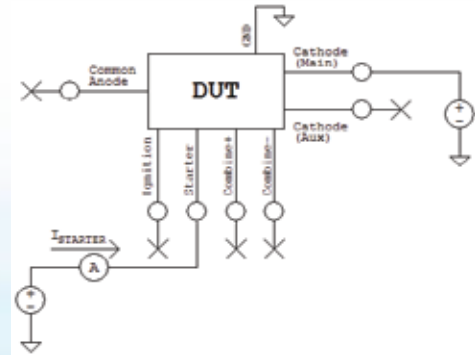 GND
Cathode
(Main)
Common
Anode
DUT
Cathode
(Aux)
Ignition
Starter
Combine+
Combine-
ISTARTER
A
+
-
+
-